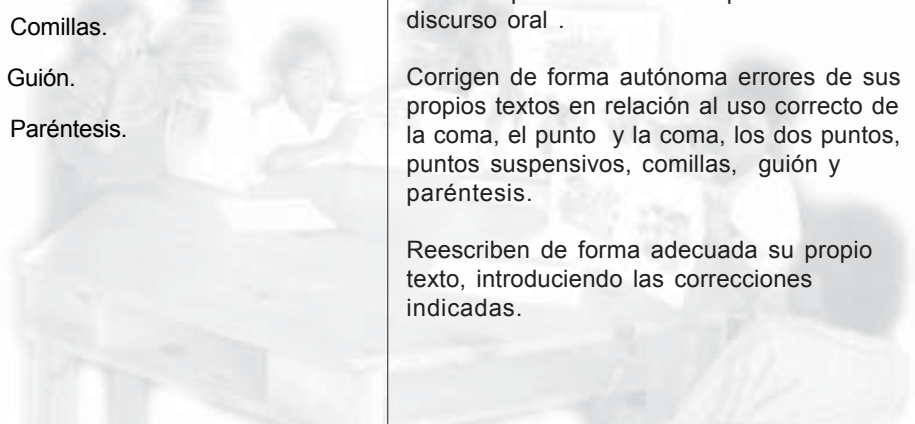 Comillas.
Guión.
Paréntesis.
discurso oral .
Corrigen de forma autónoma errores de sus
propios textos en relación al uso correcto de
la coma, el punto y la coma, los dos puntos,
puntos suspensivos, comillas, guión y
paréntesis.
Reescriben de forma adecuada su propio
texto, introduciendo las correcciones
indicadas.